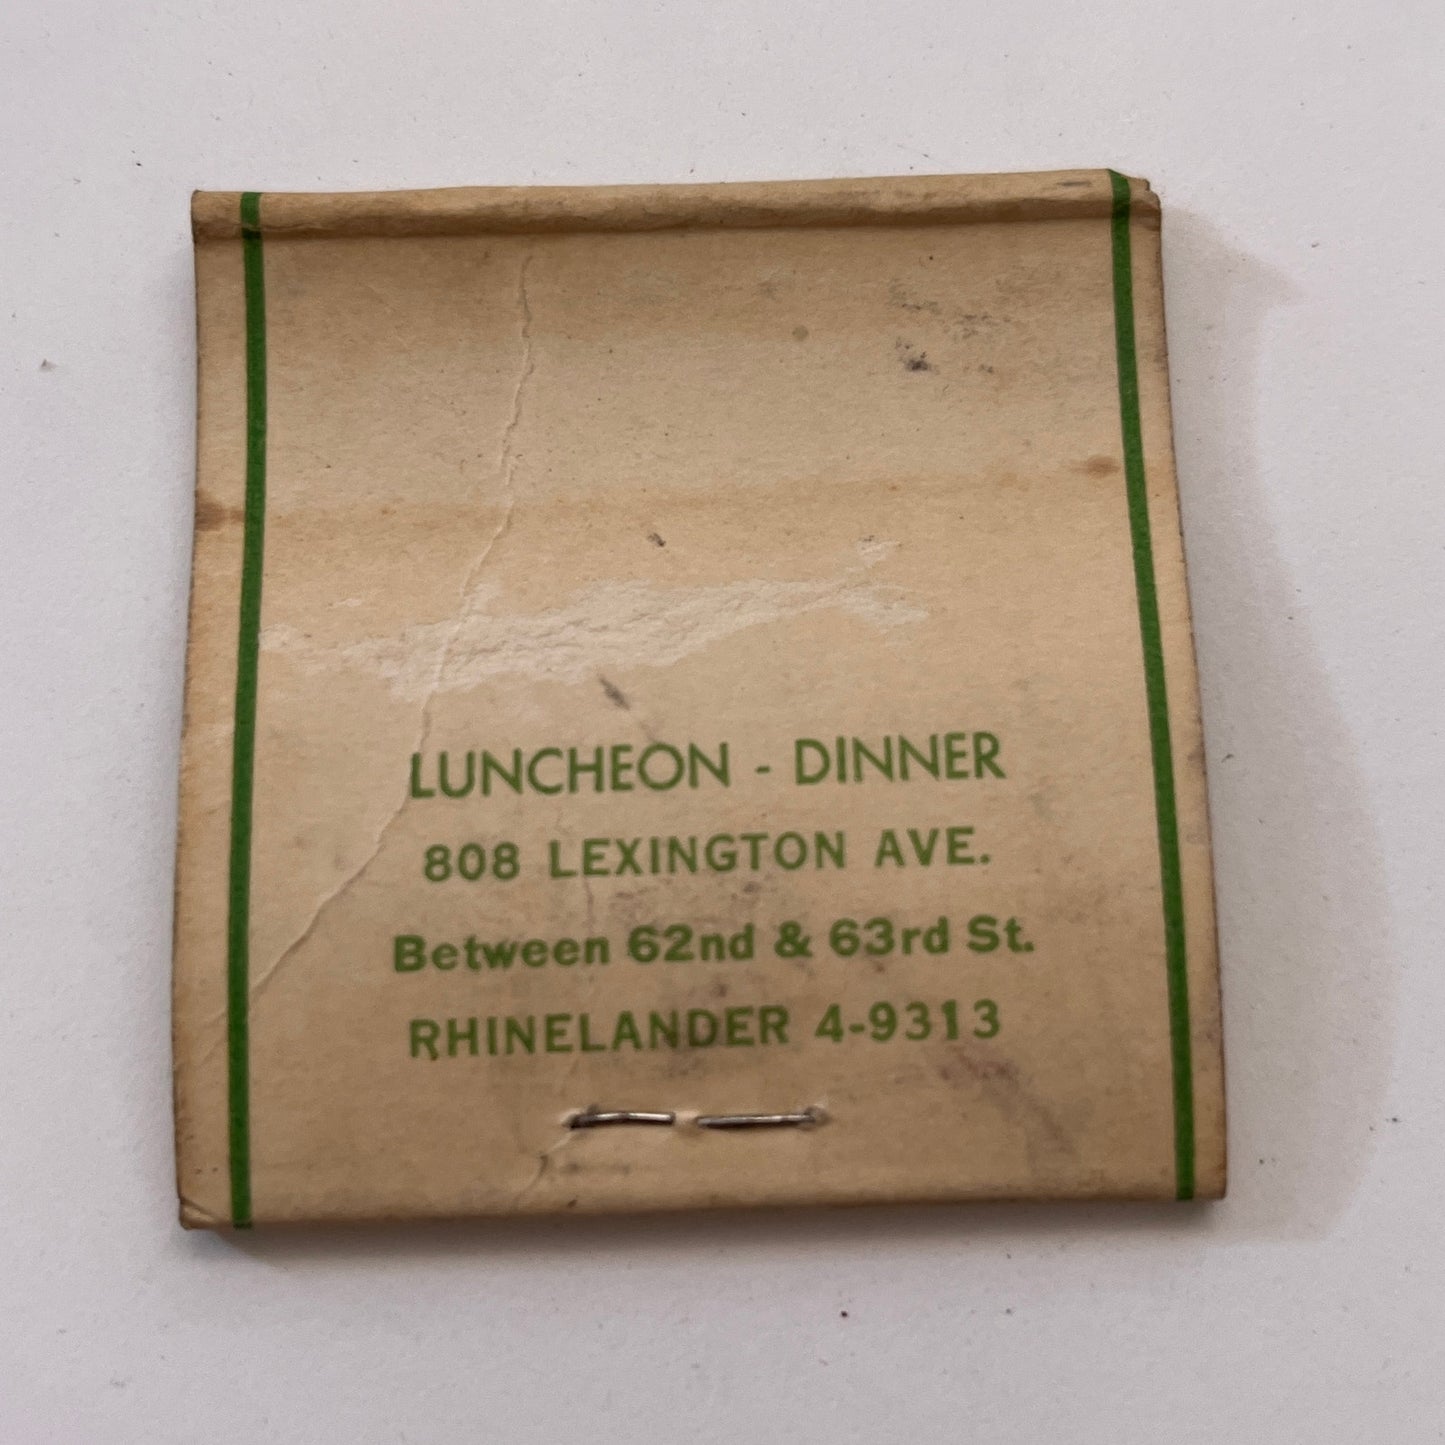 LUNCHEON - DINNER
808 LEXINGTON AVE.
Between 62nd & 63rd St.
RHINELANDER 4-9313